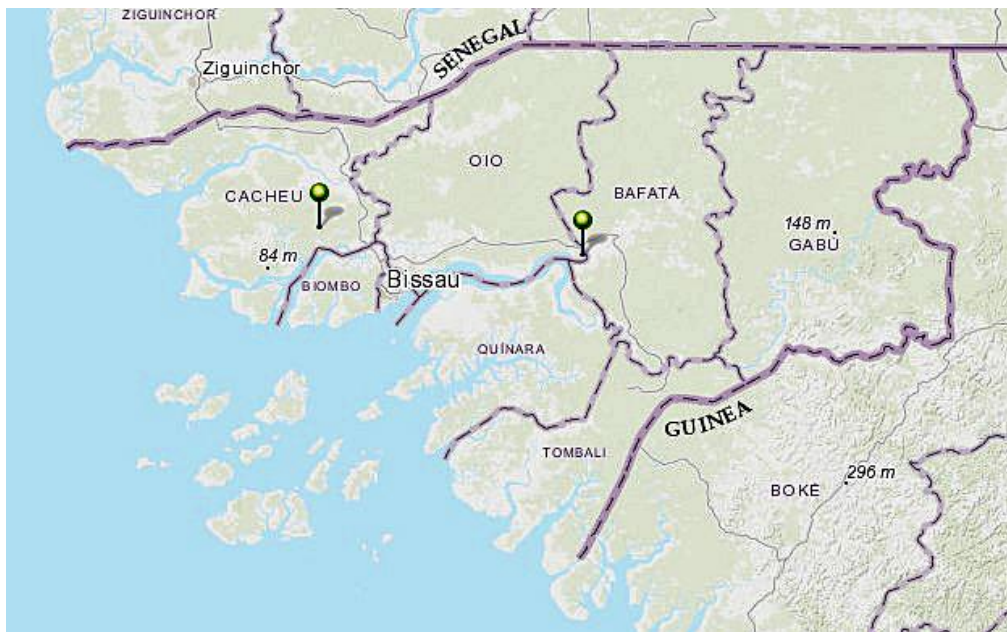 ZIGUINCHOR
SENEGAL
Ziguinchor
OIO
CACHEU
BAFATÁ
148 m
GABÚ
84 m
BIOMBO
Bissau
QUÍNARA
GUINEA
TOMBALI
296 m
BOKÉ